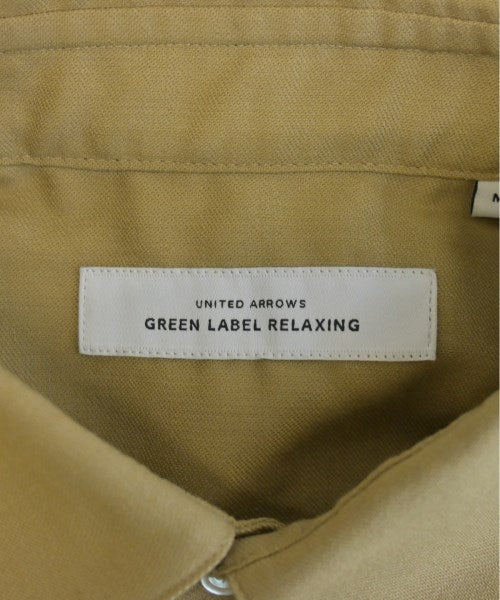 UNITED ARROWS
GREEN LABEL RELAXING
M